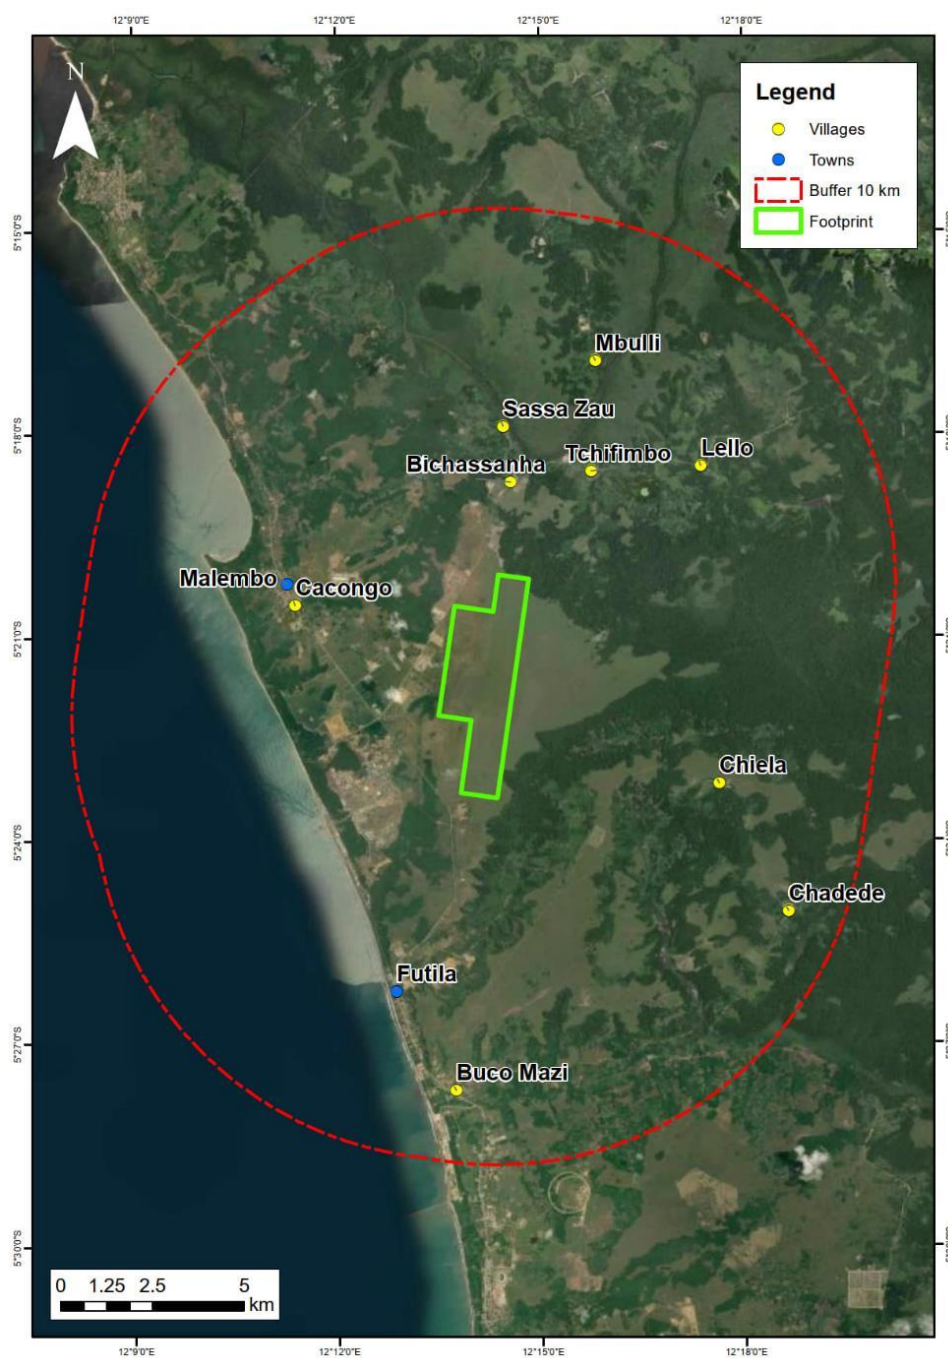 12°9'0"E 12°12'0"E 12°15'0"E 12°18'0"E
N
Legend
Villages
Towns
Buffer 10 km
Footprint
5°15'0"S
5°18'0"S
5°21'0"S
5°24'0"S
5°27'0"S
5°30'0"S
Mbulli
Sassa Zau
Tchifimbo
Lello
Bichassanha
Malembo
Cacongo
Chiela
Chadede
Futila
Buco Mazi
0 1.25 2.5 5
km
12°9'0"E 12°12'0"E 12°15'0"E 12°18'0"E